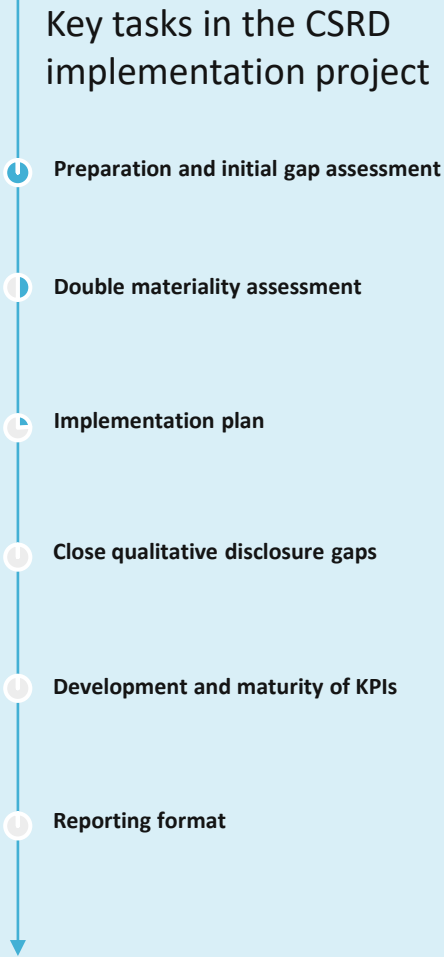 Key tasks in the CSRD
implementation project
Preparation and initial gap assessment
Double materiality assessment
Implementation plan
Close qualitative disclosure gaps
Development and maturity of KPIs
Reporting format